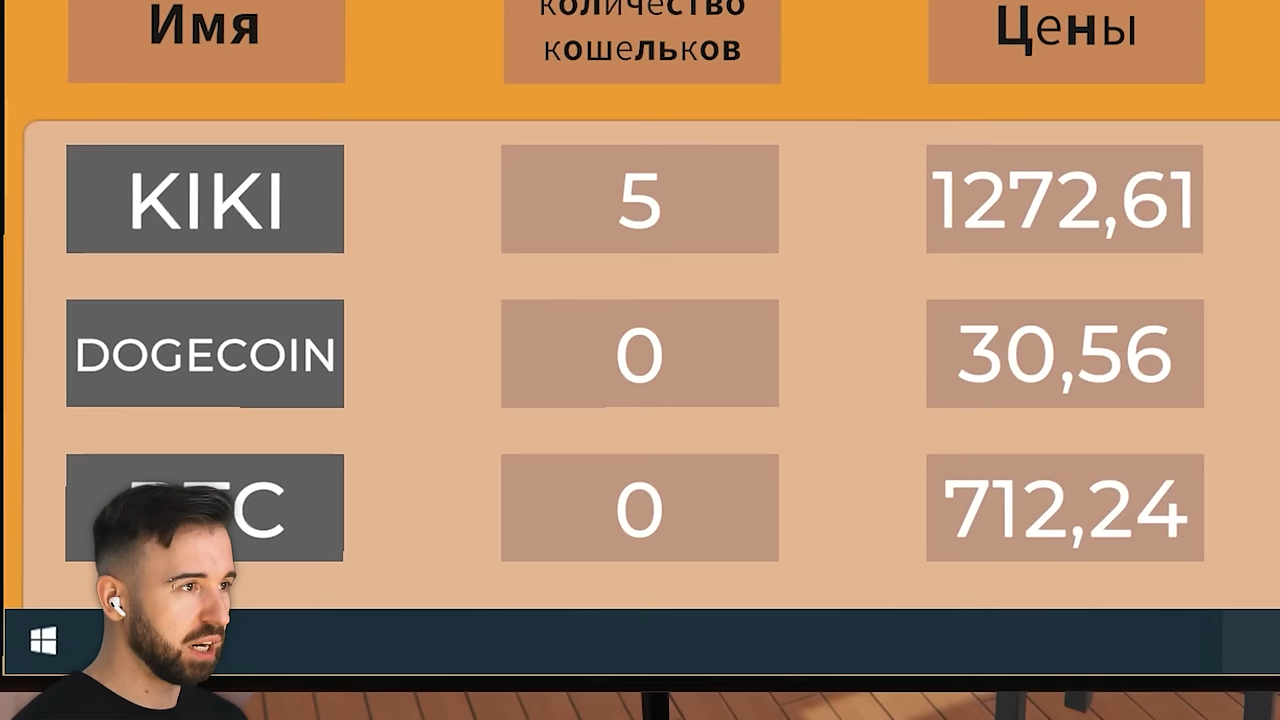 Имя
количество
кошельков
Цены
KIKI 5 1272,61
DOGECOIN 0 30,56
0 712,24